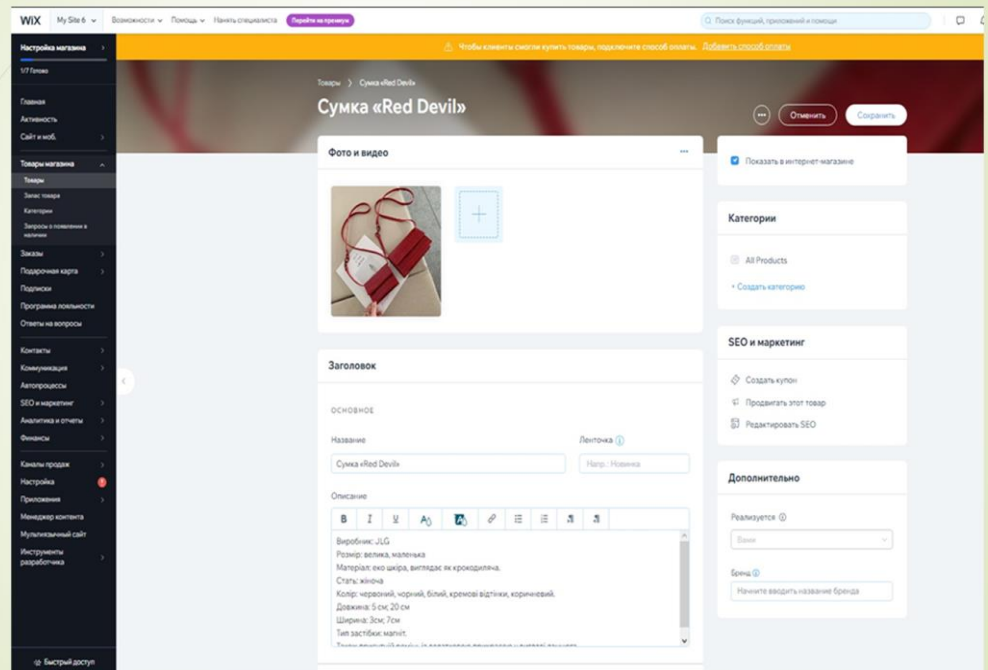 WiX
My Site 6
Возможности
Помощь
Нанять специалиста
Перейти на премиум
Поиск функций, приложений и помощи
Настройка магазина
1/7 Готово
Главная
Активность
Сайт и моб.
Товары магазина
Товары
Запас товара
Категории
Запросы о появлении в
наличии
Заказы
Подарочная карта
Подписки
Программа лояльности
Ответы на вопросы
Контакты
Коммуникация
Автопроцессы
SEO и маркетинг
Аналитика и отчеты
Финансы
Каналы продаж
Настройка
Приложения
Менеджер контента
Мультиязычный сайт
Инструменты
разработчика
Быстрый доступ
Чтобы клиенты смогли купить товары, подключите способ оплаты. Добавить способ оплаты
Товары > Сумка «Red Devil»
Сумка «Red Devil»
Отменить
Сохранить
Фото и видео
Заголовок
ОСНОВНОЕ
Название
Ленточка
Сумка «Red Devil»
Напр.: Новинка
Описание
Виробник: JLG
Розмір: велика, маленька
Матеріал: еко шкіра, виглядає як крокодиляча.
Стать: жіноча
Колір: червоний, чорний, білий, кремові відтінки, коричневий.
Довжина: 5 см; 20 см
Ширина: 3см; 7см
Тип застібки: магніт.
Показать в интернет-магазине
Категории
All Products
+ Создать категорию
SEO и маркетинг
Создать купон
Продвигать этот товар
Редактировать SEO
Дополнительно
Реализуется
Вами
Бренд
Начните вводить название бренда